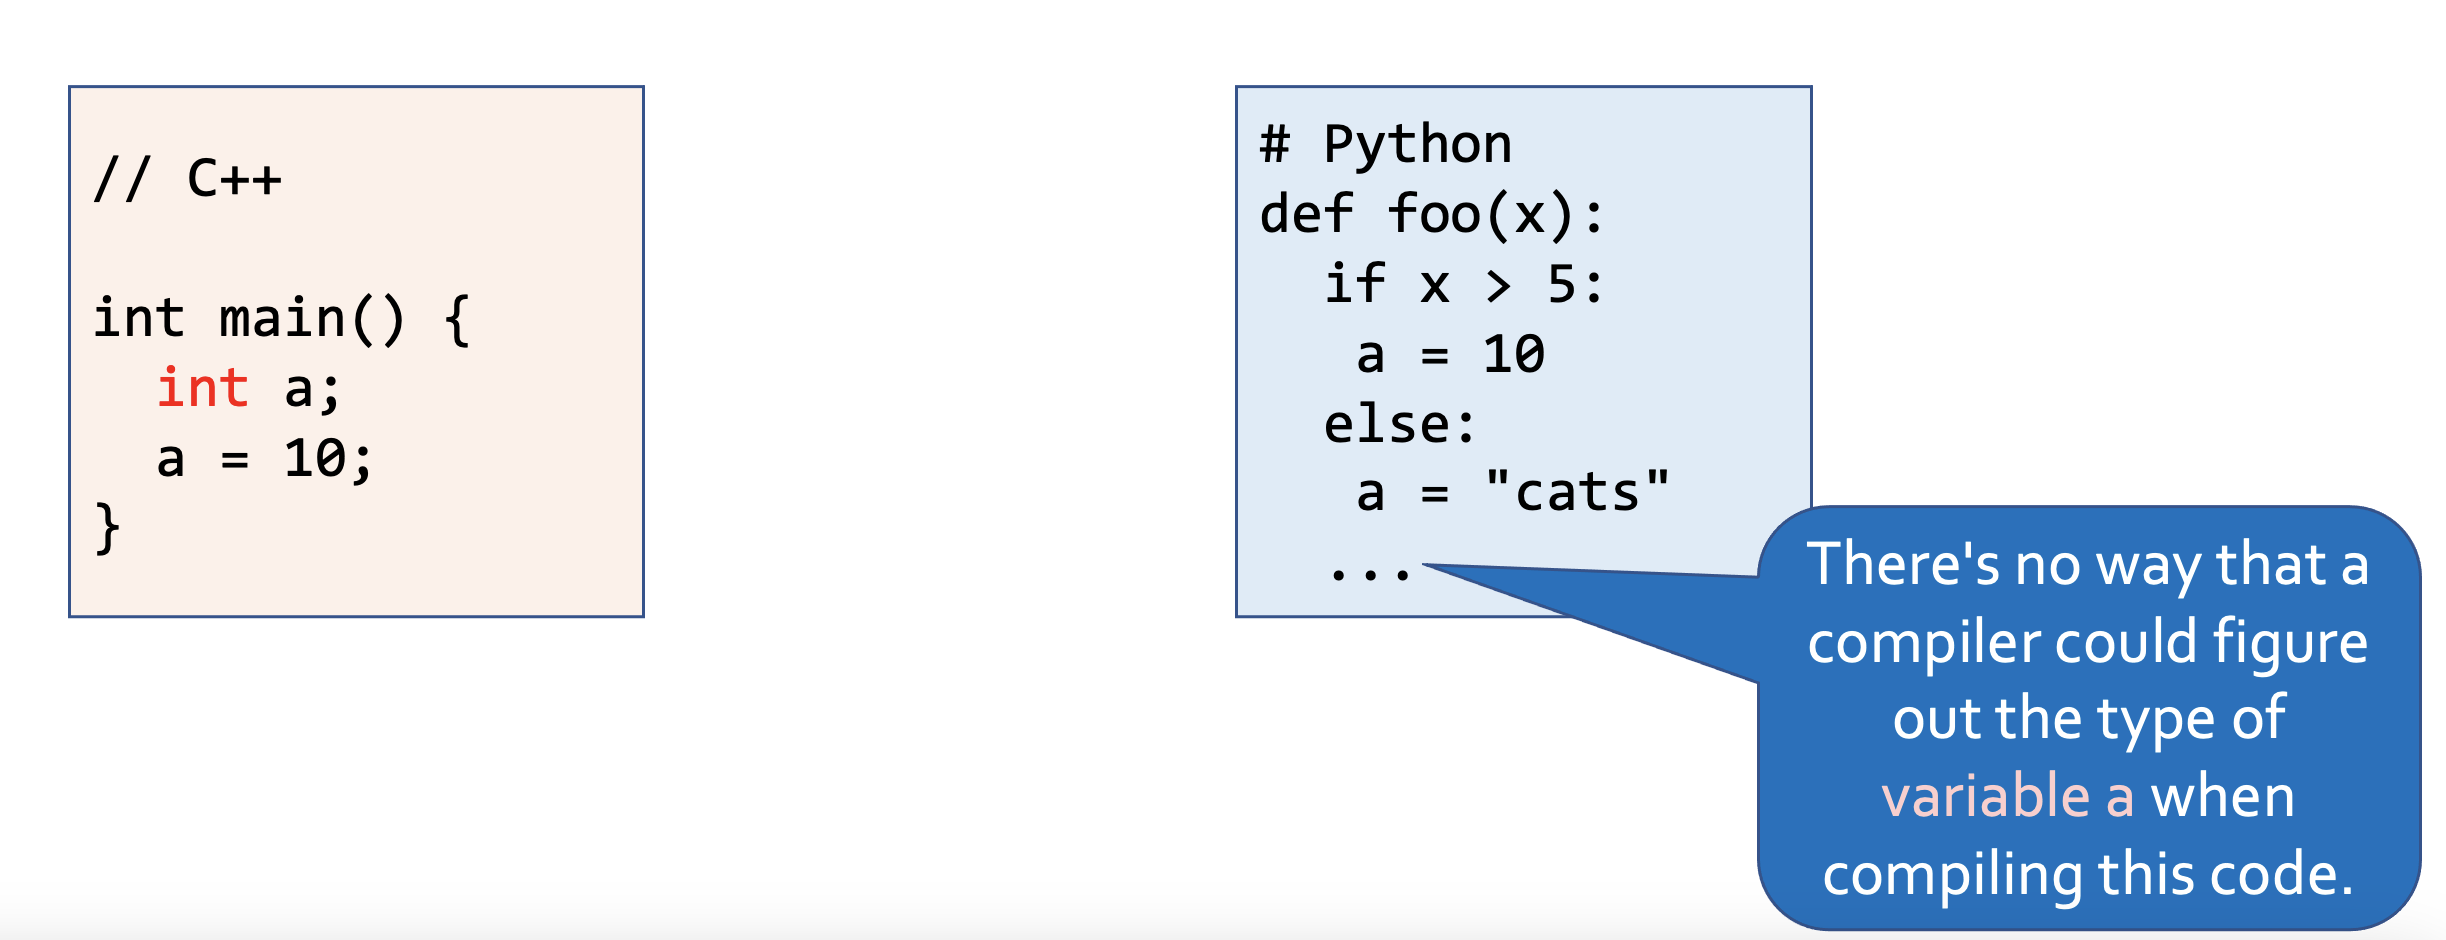 // C++
int main() {
  int a;
  a = 10;
}
# Python
def foo(x):
  if x > 5:
   a = 10
  else:
   a = "cats"
  ...
There's no way that a
compiler could figure
out the type of
variable a when
compiling this code.